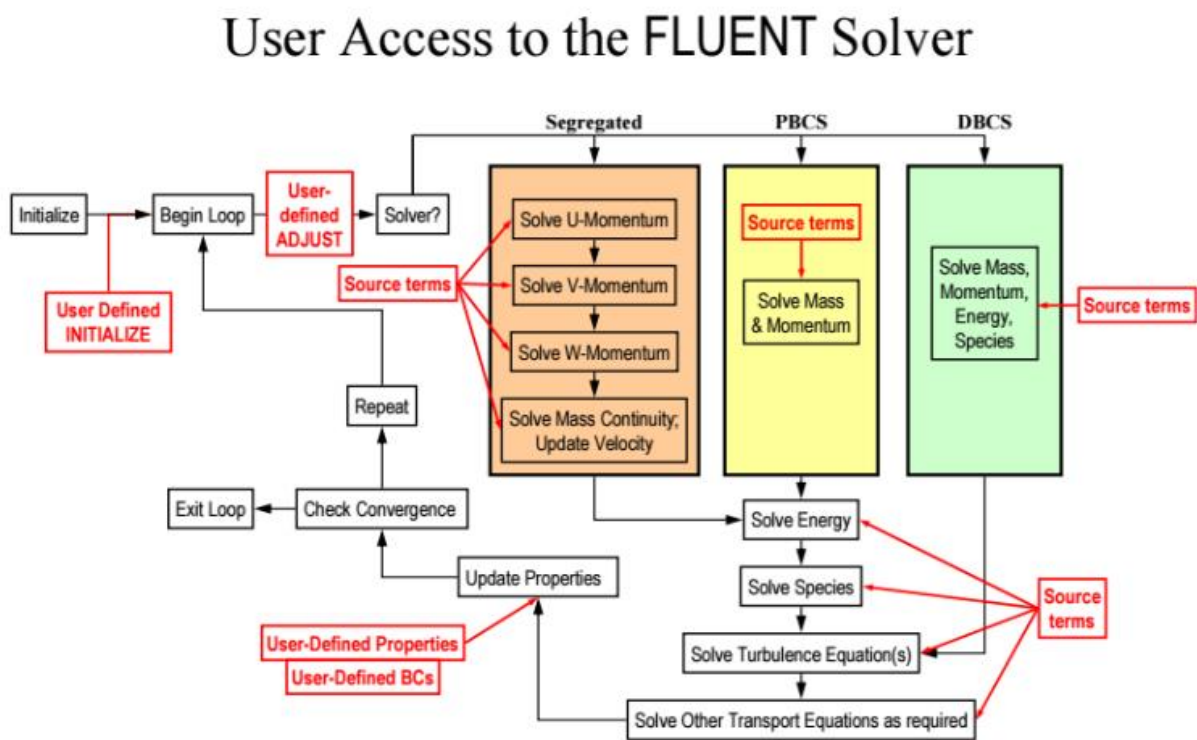 User Access to the FLUENT Solver
Segregated
PBCS
DBCS
Initialize
Begin Loop
User-
defined
ADJUST
Solver?
User Defined
INITIALIZE
Source terms
Solve U-Momentum
Solve V-Momentum
Solve W-Momentum
Solve Mass Continuity;
Update Velocity
Source terms
Solve Mass
& Momentum
Solve Mass,
Momentum,
Energy,
Species
Source terms
Repeat
Exit Loop
Check Convergence
Solve Energy
Update Properties
Solve Species
Source
terms
User-Defined Properties
User-Defined BCs
Solve Turbulence Equation(s)
Solve Other Transport Equations as required